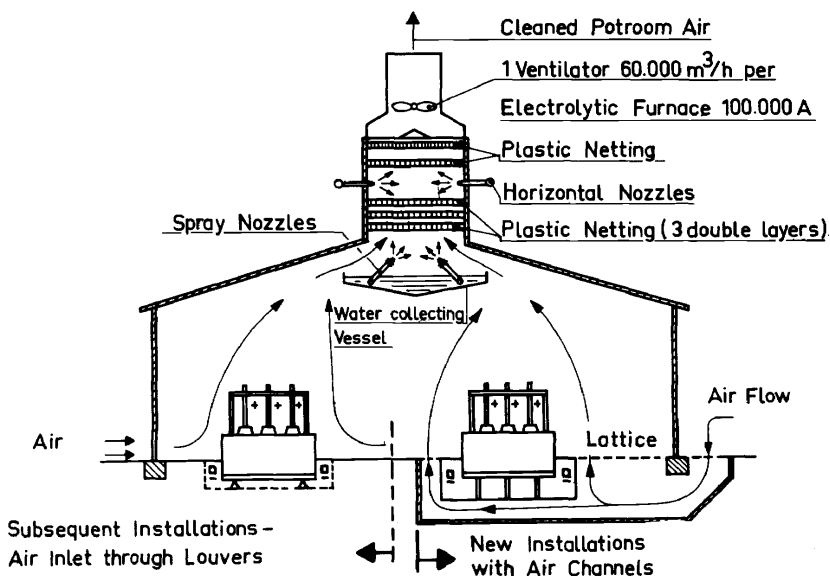 Cleaned Potroom Air
1 Ventilator 60.000 m³/h per
Electrolytic Furnace 100.000 A
Plastic Netting
Horizontal Nozzles
Spray Nozzles
Plastic Netting (3 double layers)
Water collecting
Vessel
+ + +
+ + +
Air Flow
Air
Lattice
Subsequent Installations –
Air Inlet through Louvers
New Installations
with Air Channels